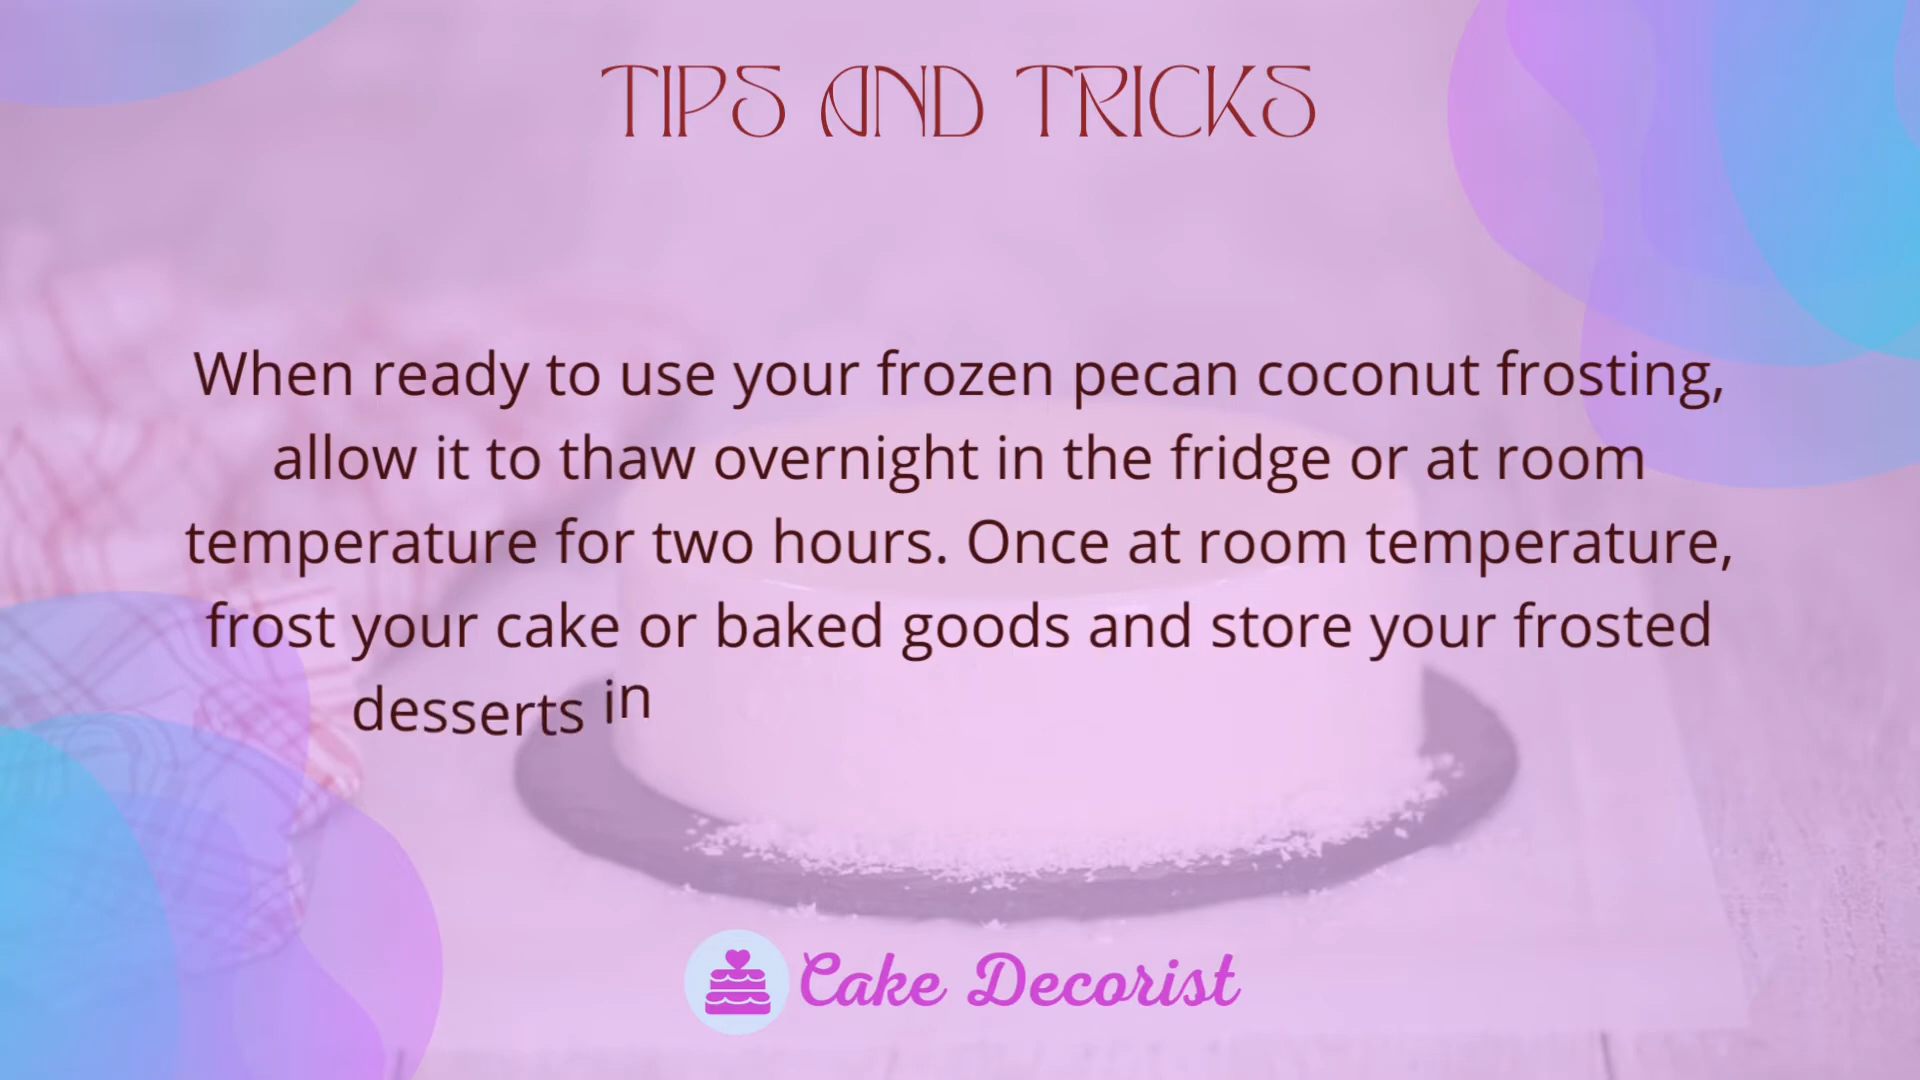 TIPS AND TRICKS
When ready to use your frozen pecan coconut frosting,
allow it to thaw overnight in the fridge or at room
temperature for two hours. Once at room temperature,
frost your cake or baked goods and store your frosted
desserts in
Cake Decorist